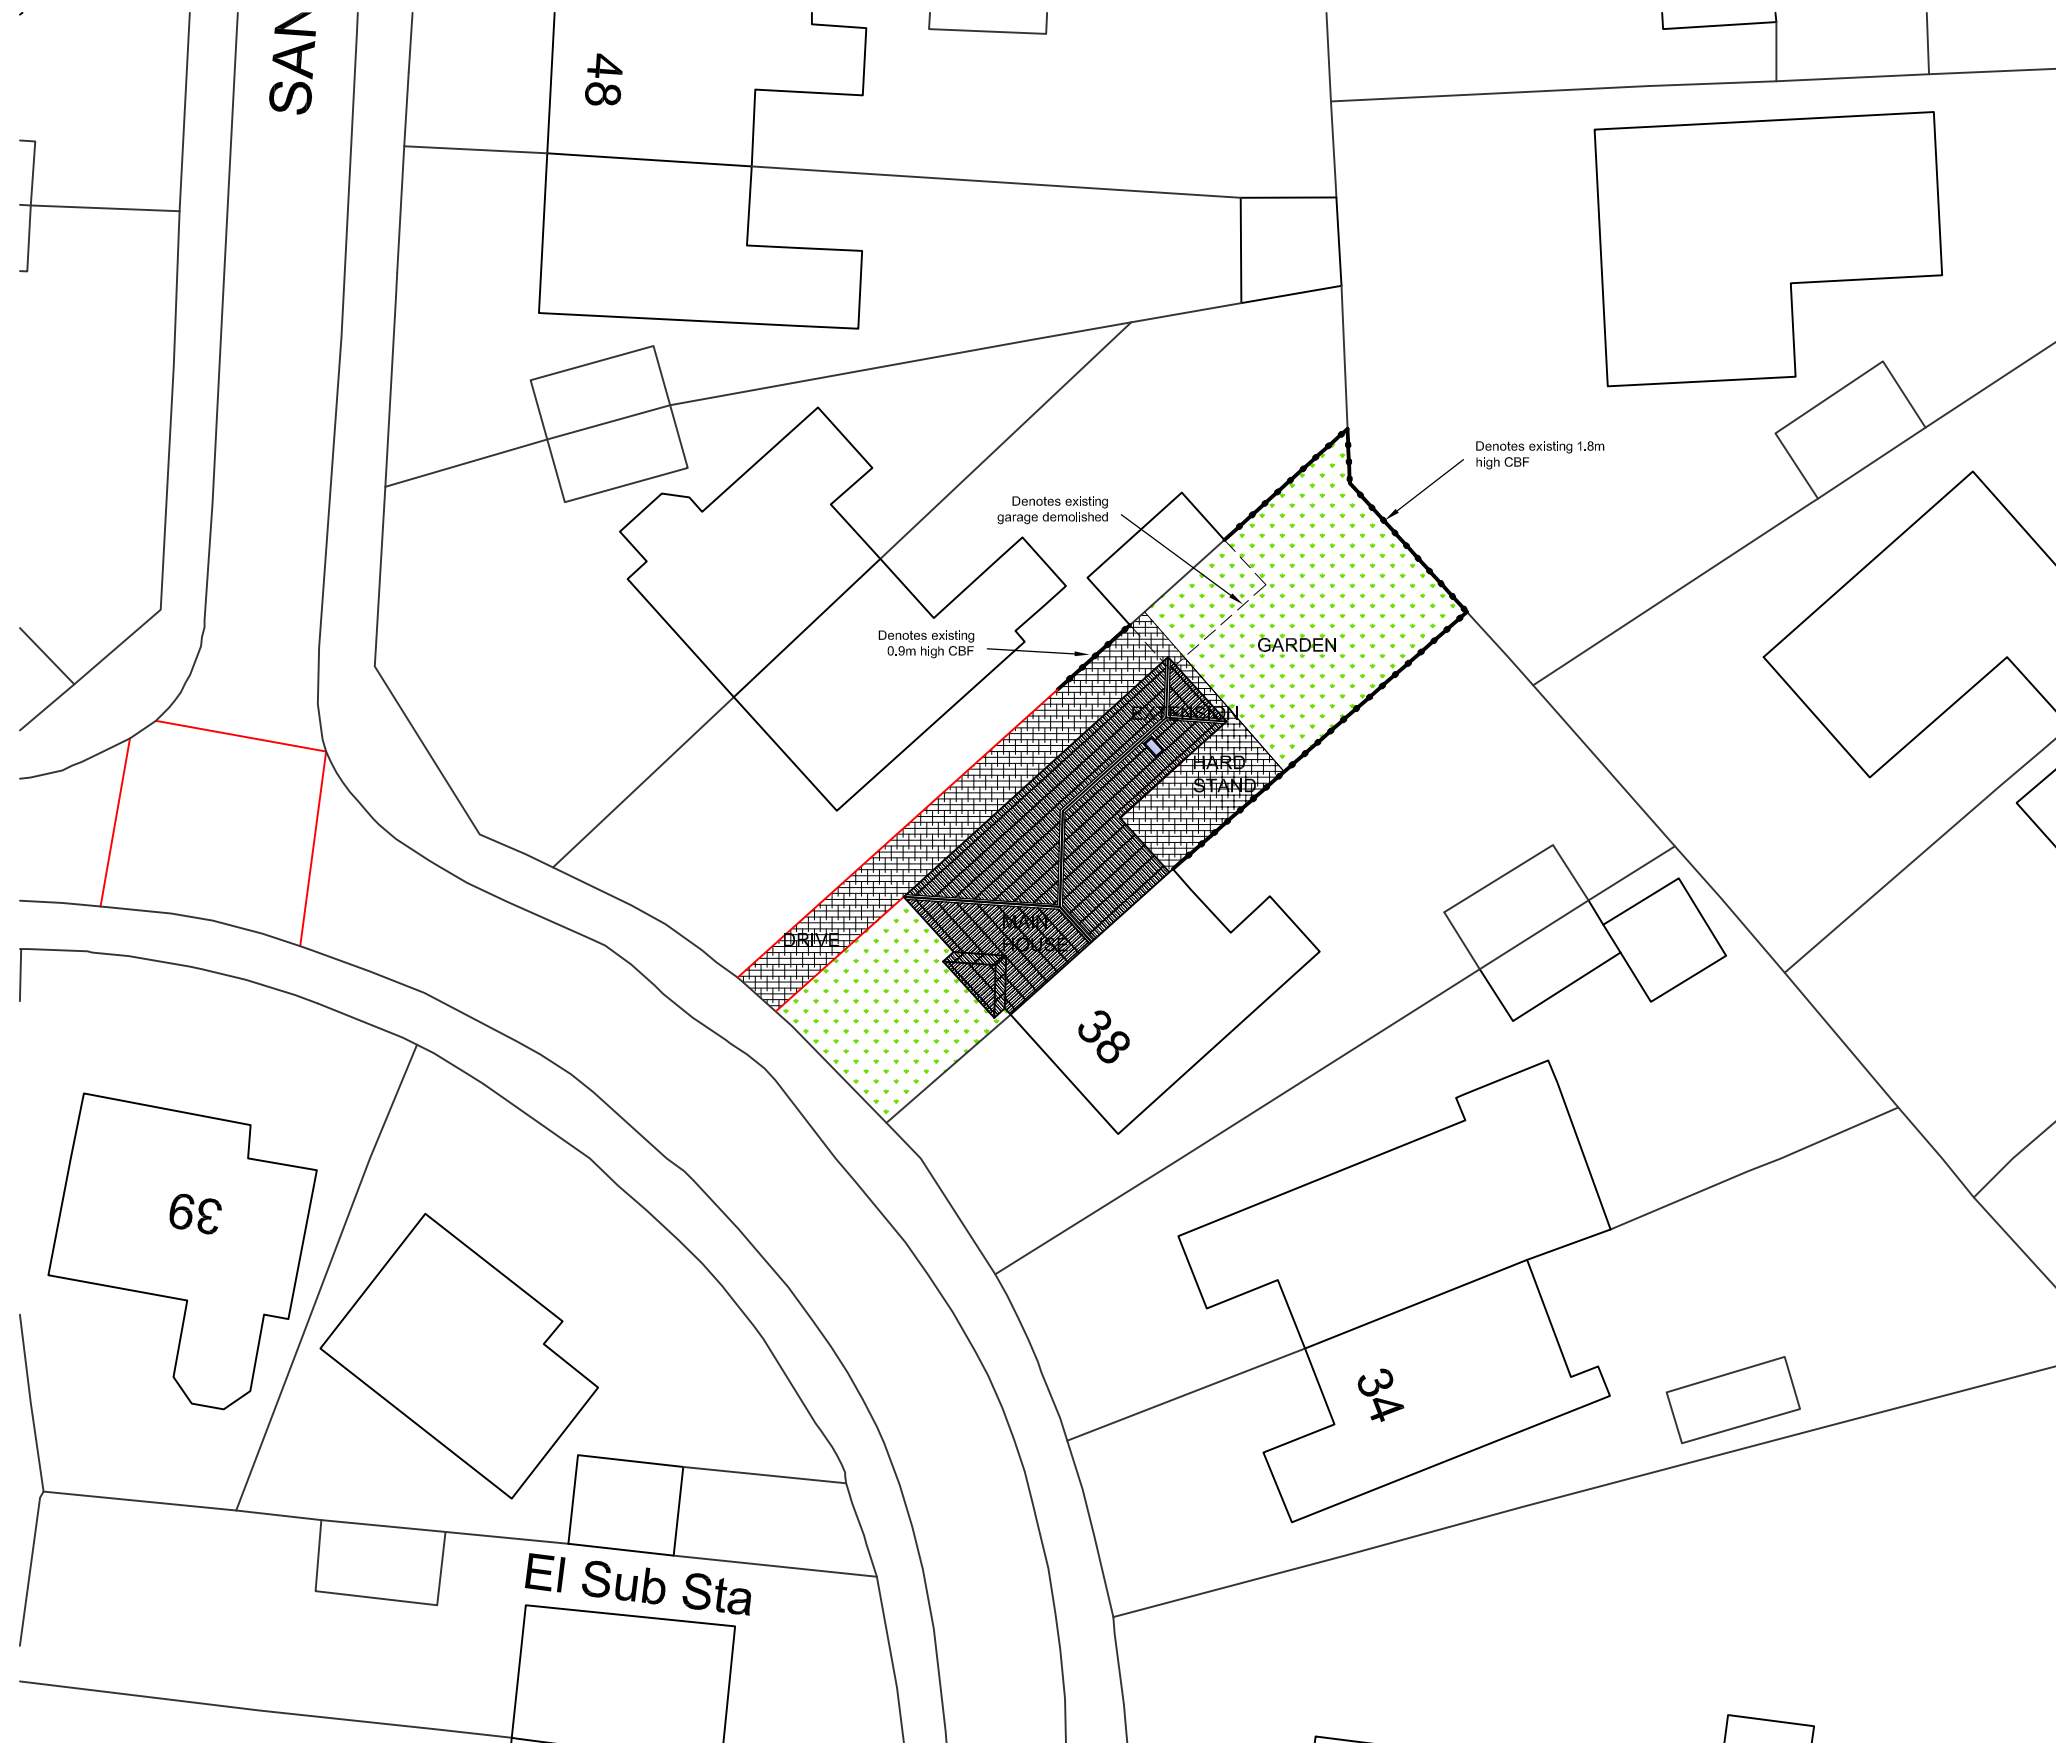 48
Denotes existing 1.8m
high CBF
Denotes existing
garage demolished
Denotes existing
0.9m high CBF
GARDEN
EXTENSION
HARD
STAND
MAIN
HOUSE
DRIVE
38
39
34
El Sub Sta